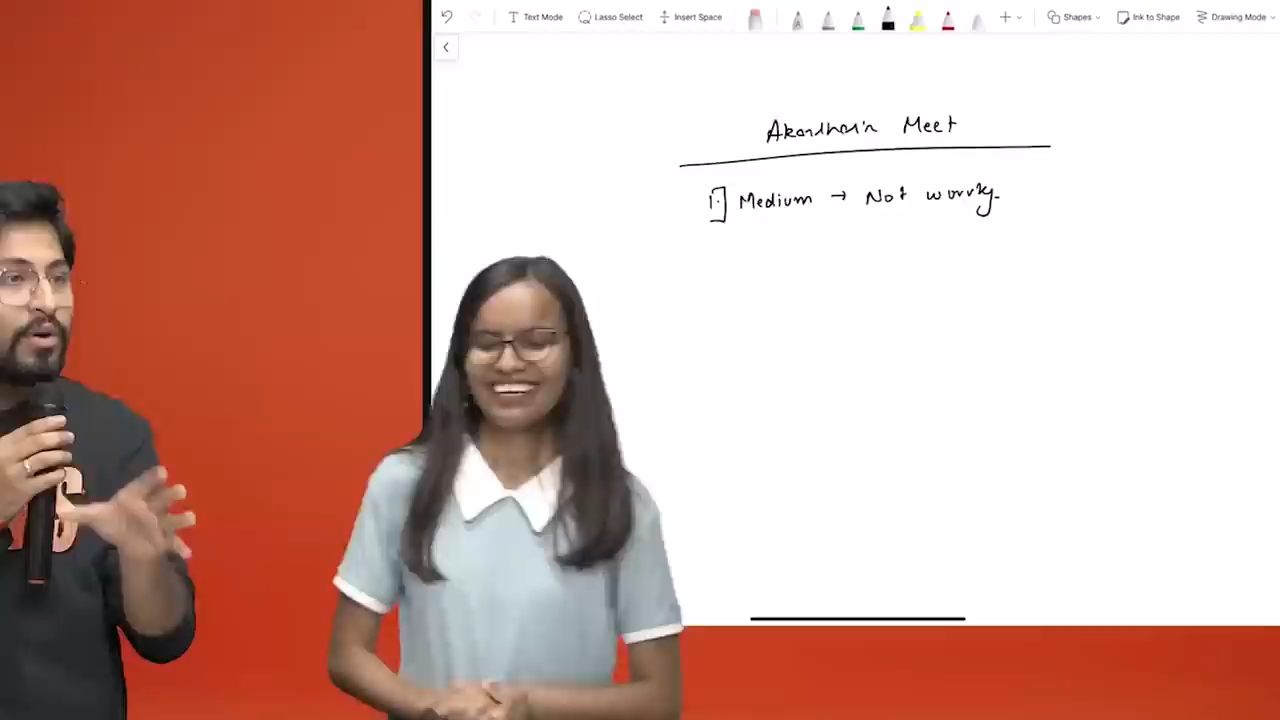 Text Mode Lasso Select Insert Space Shapes Ink to Shape Drawing Mode
Meet
1.] Medium → Not worry.